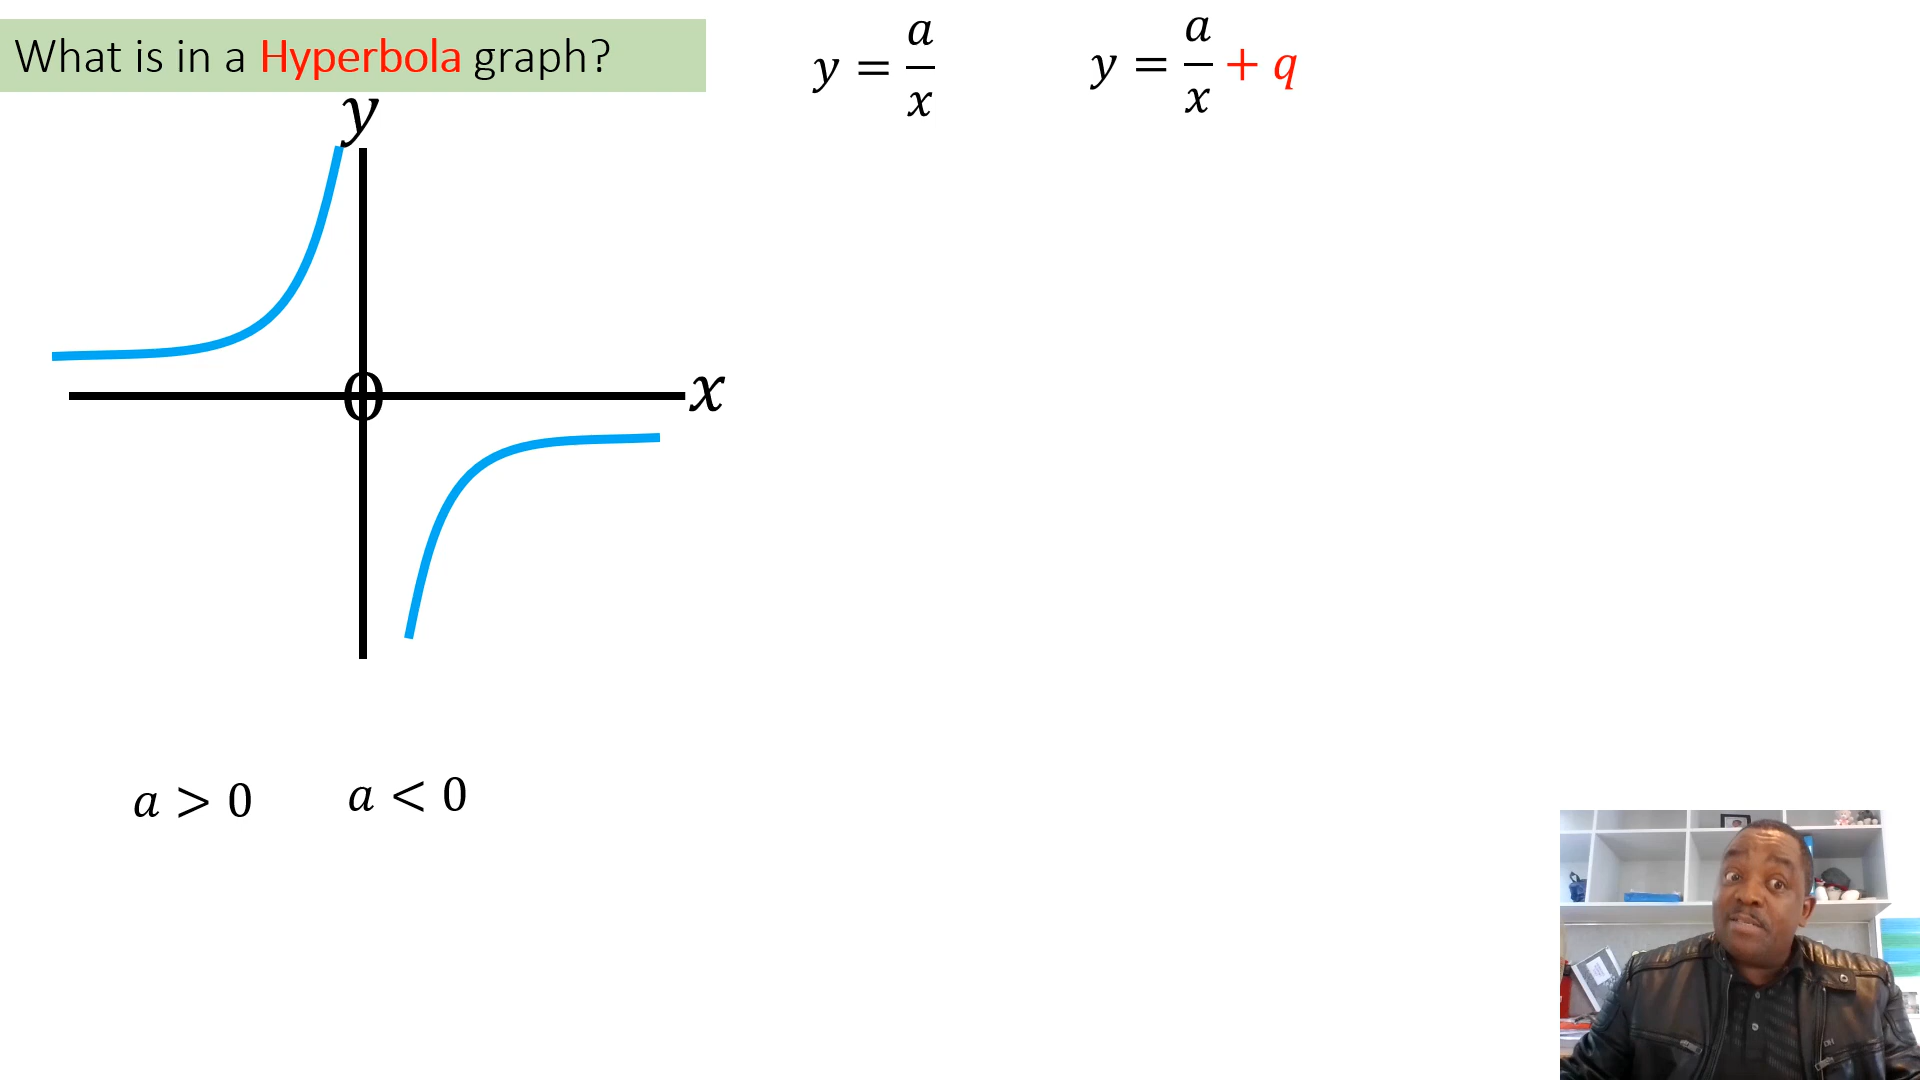 What is in a Hyperbola graph?
y = a/x
y = a/x + q
y
0
x
a > 0
a < 0